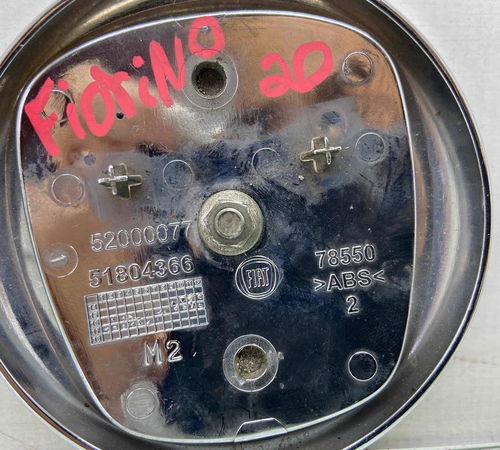 FiORiNO 20
52000077
51804366
FIAT
78550
>ABS<
2
M2